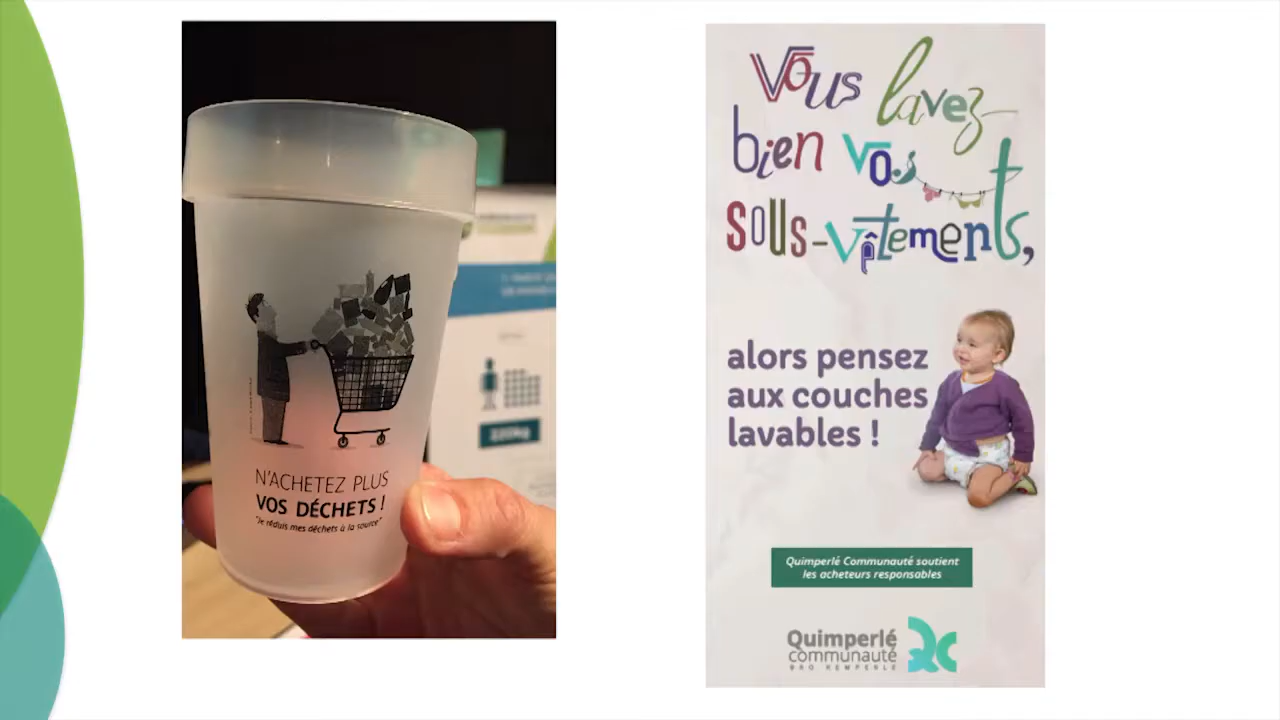 N'ACHETEZ PLUS
VOS DÉCHETS !
"Je réduis mes déchets à la source"
220kg
Vous lavez
bien vos
sous-vêtements,
alors pensez
aux couches
lavables !
Quimperlé Communauté soutient
les acheteurs responsables
Quimperlé
communauté
BRO KEMPERLE